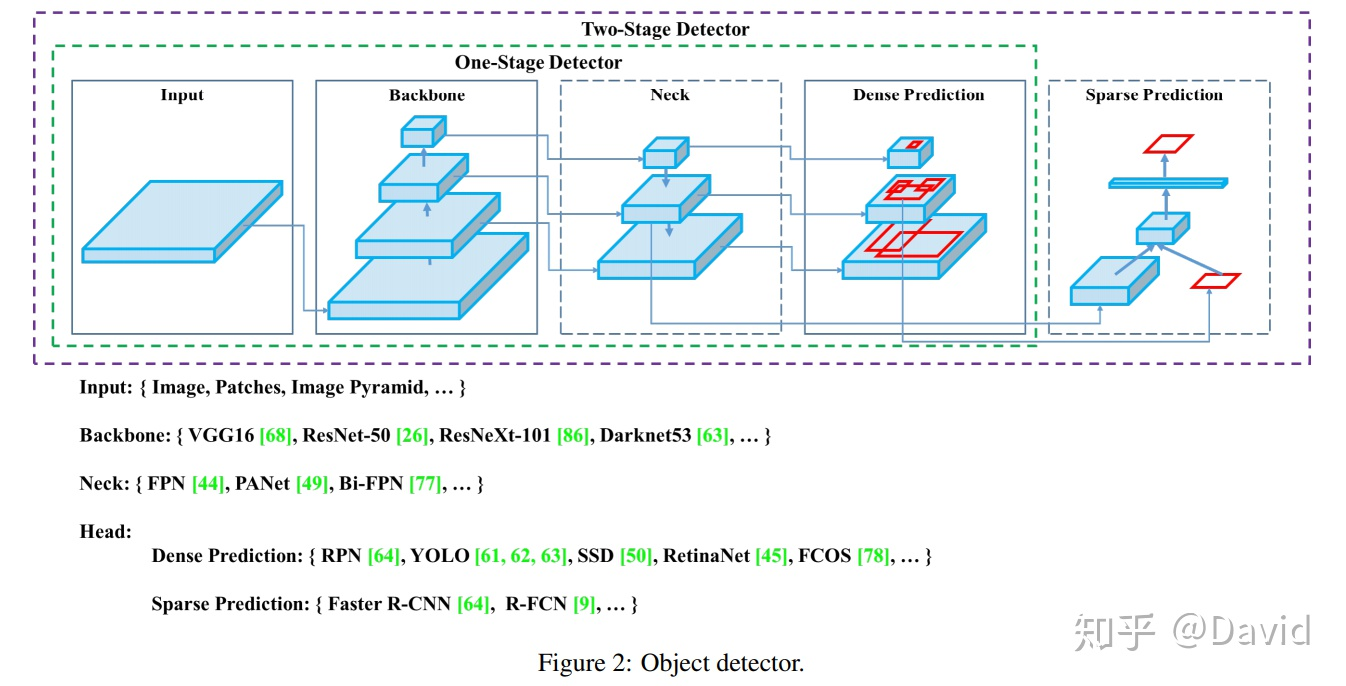 Two-Stage Detector
One-Stage Detector
Input
Backbone
Neck
Dense Prediction
Sparse Prediction
Input: { Image, Patches, Image Pyramid, … }
Backbone: { VGG16 [68], ResNet-50 [26], ResNeXt-101 [86], Darknet53 [63], … }
Neck: { FPN [44], PANet [49], Bi-FPN [77], … }
Head:
Dense Prediction: { RPN [64], YOLO [61, 62, 63], SSD [50], RetinaNet [45], FCOS [78], … }
Sparse Prediction: { Faster R-CNN [64], R-FCN [9], … }
知乎 @David
Figure 2: Object detector.